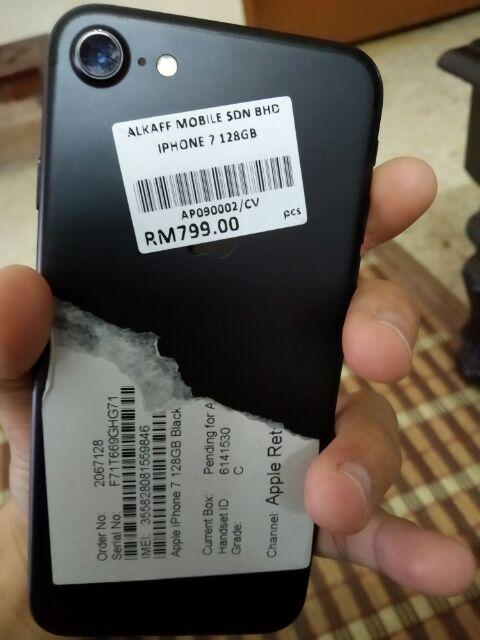 ALKAFF MOBILE SDN BHD
IPHONE 7 128GB
AP090002/CV
pcs
RM799.00
Order No: 2067128
Serial No F71T669GHG71
IMEI: 355828081559846
Apple iPhone 7 128GB Black
Current Box: Pending for A
Handset ID 6141530
Grade: C
Channel: Apple Ret